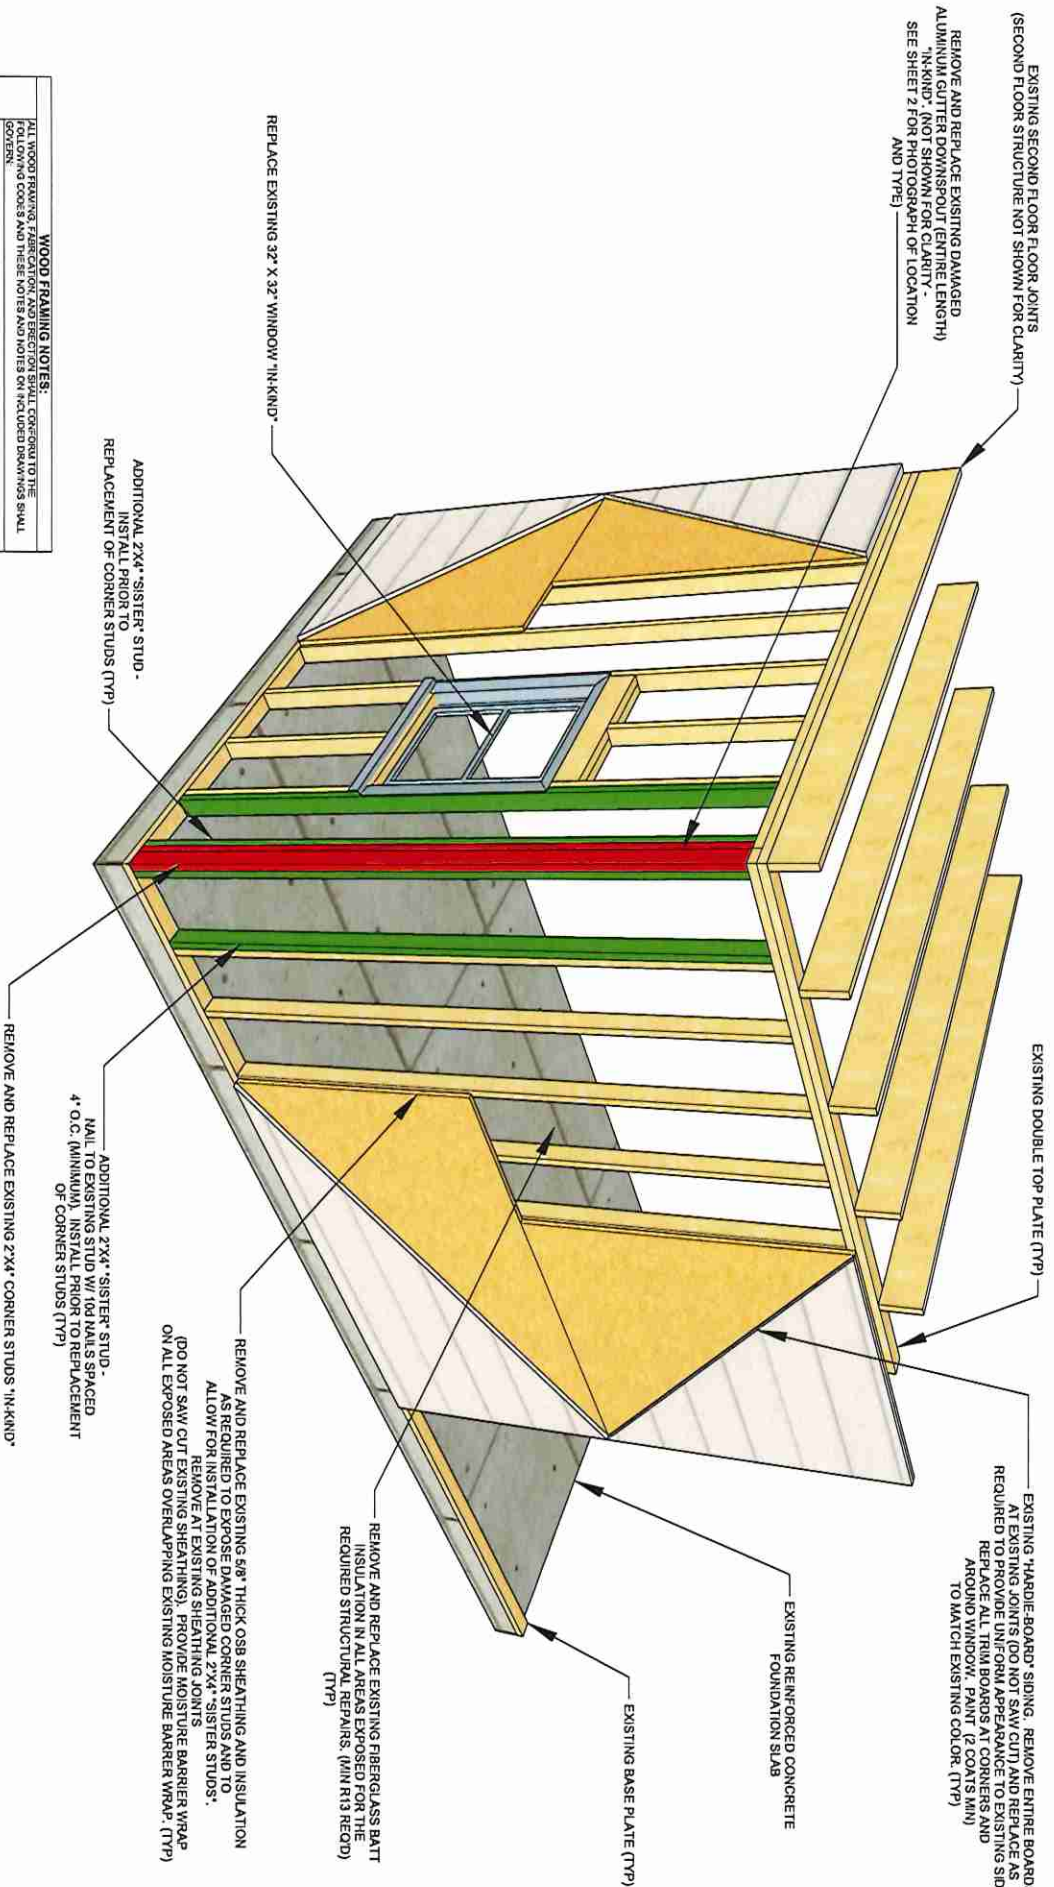 EXISTING SECOND FLOOR FLOOR JOINTS
(SECOND FLOOR STRUCTURE NOT SHOWN FOR CLARITY)
REMOVE AND REPLACE EXISITNG DAMAGED
ALUMINUM GUTTER DOWNSPOUT (ENTIRE LENGTH)
"IN-KIND". (NOT SHOWN FOR CLARITY -
SEE SHEET 2 FOR PHOTOGRAPH OF LOCATION
AND TYPE)
REPLACE EXISTING 32" X 32" WINDOW "IN-KIND"
ADDITIONAL 2"X4" "SISTER" STUD -
INSTALL PRIOR TO
REPLACEMENT OF CORNER STUDS (TYP)
EXISTING DOUBLE TOP PLATE (TYP)
EXISTING "HARDIE-BOARD" SIDING. REMOVE ENTIRE BOARD
AT EXISTING JOINTS (DO NOT SAW CUT) AND REPLACE AS
REQUIRED TO PROVIDE UNIFORM APPEARANCE TO EXISTING SID
REPLACE ALL TRIM BOARDS AT CORNERS AND
AROUND WINDOW. PAINT (2 COATS MIN)
TO MATCH EXISTING COLOR. (TYP)
EXISTING REINFORCED CONCRETE
FOUNDATION SLAB
EXISTING BASE PLATE (TYP)
REMOVE AND REPLACE EXISTING FIBERGLASS BATT
INSULATION IN ALL AREAS EXPOSED FOR THE
REQUIRED STRUCTURAL REPAIRS. (MIN R13 REQ'D)
(TYP)
REMOVE AND REPLACE EXISTING 5/8" THICK OSB SHEATHING AND INSULATION
AS REQUIRED TO EXPOSE DAMAGED CORNER STUDS AND TO
ALLOW FOR INSTALLATION OF ADDITIONAL 2"X4" "SISTER STUDS".
REMOVE AT EXISTING SHEATHING JOINTS
(DO NOT SAW CUT EXISTING SHEATHING). PROVIDE MOISTURE BARRIER WRAP
ON ALL EXPOSED AREAS OVERLAPPING EXISTING MOISTURE BARRER WRAP. (TYP)
ADDITIONAL 2"X4" "SISTER" STUD -
NAIL TO EXISTING STUD W/ 10d NAILS SPACED
4" O.C. (MINIMUM). INSTALL PRIOR TO REPLACEMENT
OF CORNER STUDS (TYP)
REMOVE AND REPLACE EXISTING 2"X4" CORNER STUDS "IN-KIND"
WOOD FRAMING NOTES:
ALL WOOD FRAMING, FABRICATION, AND ERECTION SHALL CONFORM TO THE
FOLLOWING CODES AND THESE NOTES AND NOTES ON INCLUDED DRAWINGS SHALL
GOVERN: